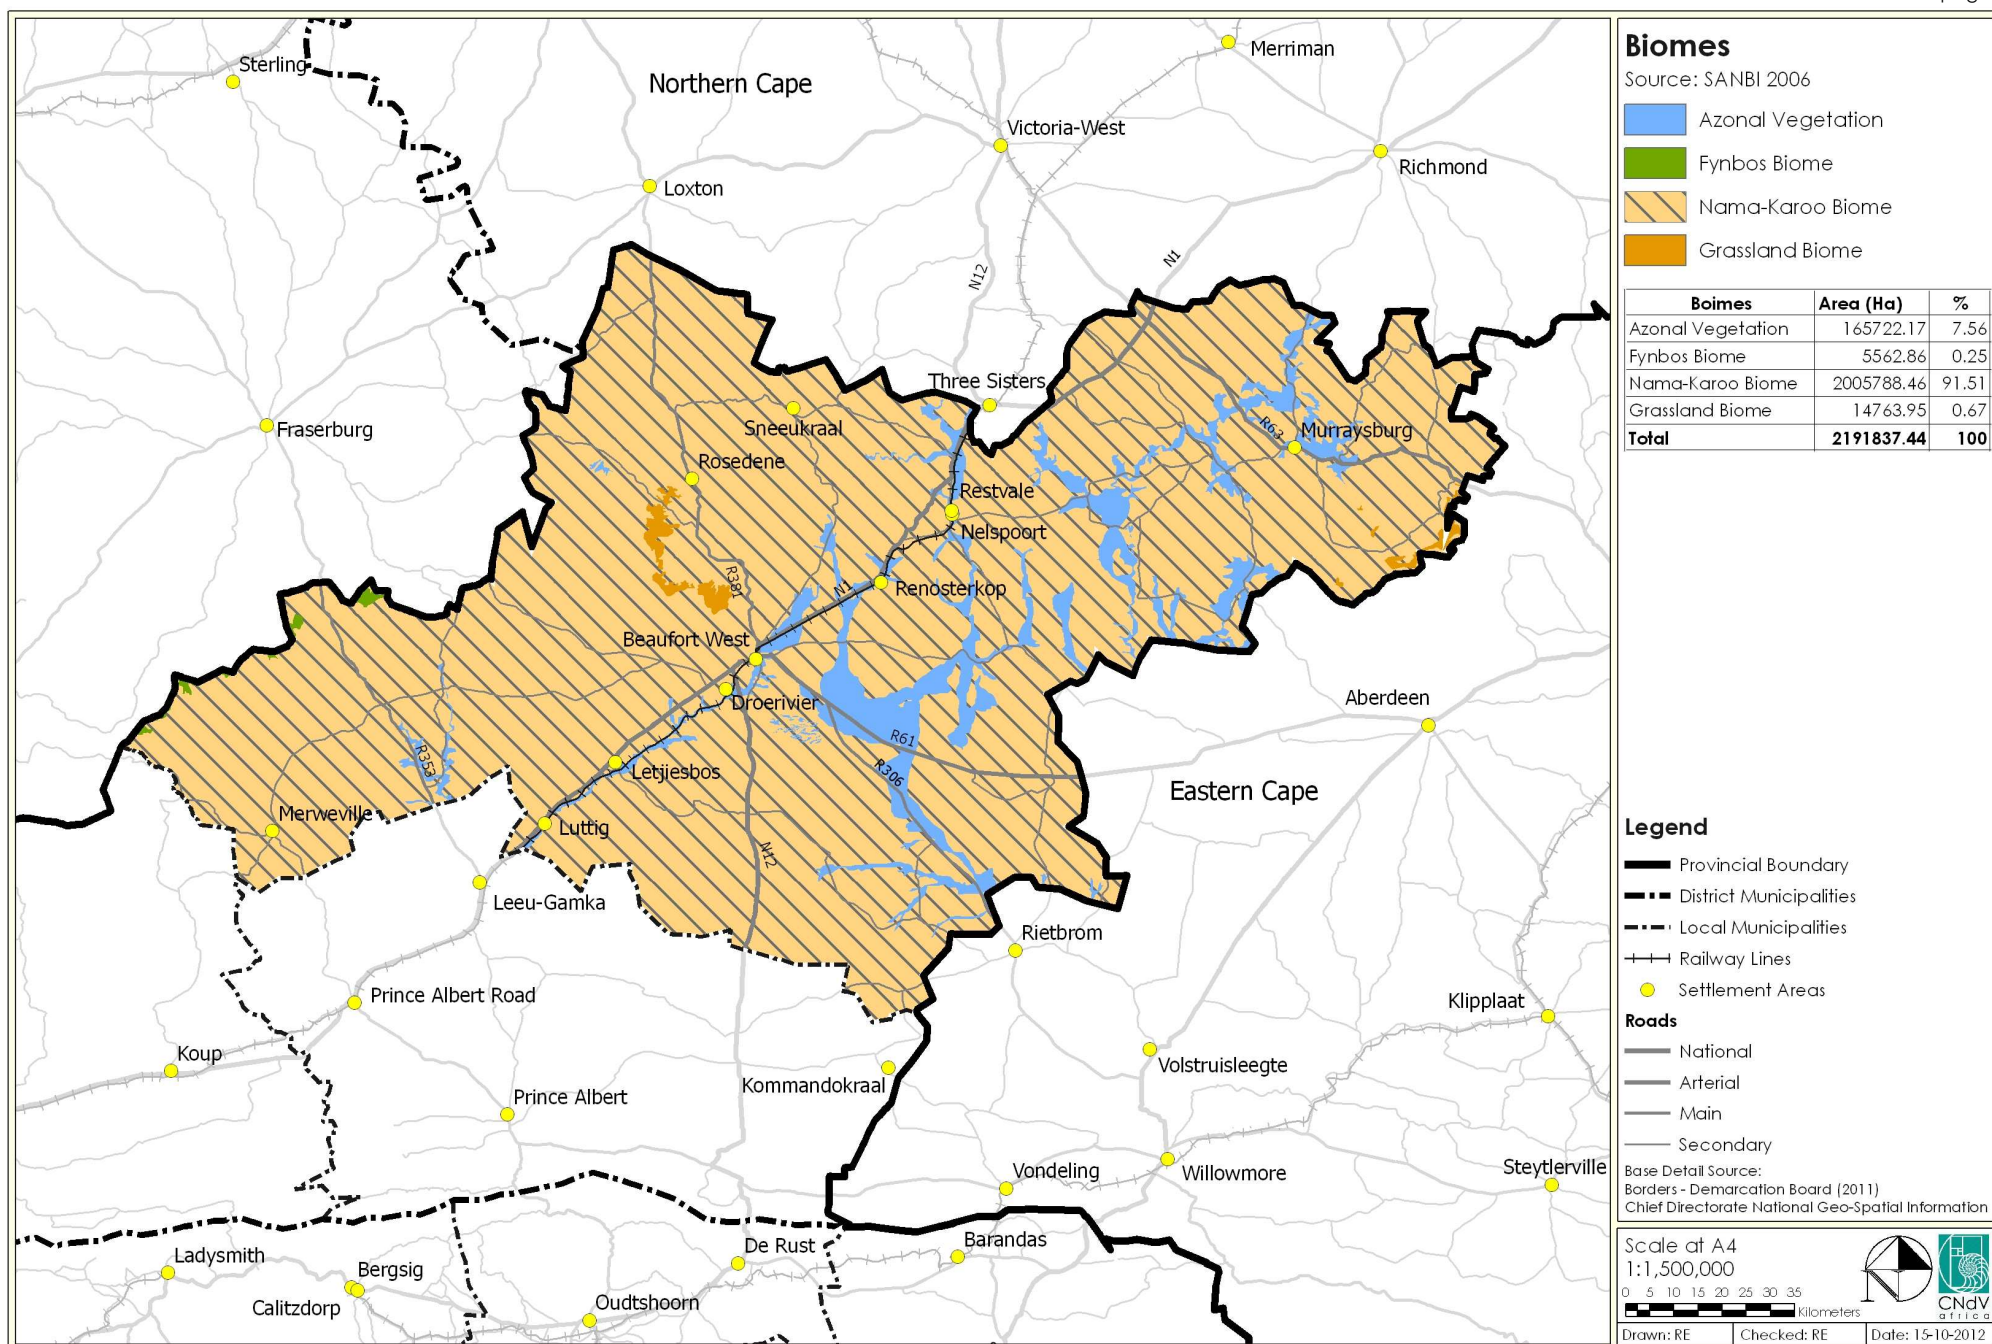 Sterling
Northern Cape
Merriman
Victoria-West
Richmond
Loxton
N12
N1
Three Sisters
Fraserburg
Sneeukraal
Rosedene
R63
Murraysburg
Restvale
Nelspoort
R381
N1
Renosterkop
Beaufort West
Droerivier
Aberdeen
R61
R353
R306
Letjiesbos
Eastern Cape
Merweville
Luttig
N12
Leeu-Gamka
Rietbrom
Prince Albert Road
Klipplaat
Koup
Kommandokraal
Volstruisleegte
Prince Albert
Vondeling
Willowmore
Steytlerville
Ladysmith
De Rust
Barandas
Bergsig
Calitzdorp
Oudtshoorn
Biomes
Source: SANBI 2006
Azonal Vegetation
Fynbos Biome
Nama-Karoo Biome
Grassland Biome
Boimes Area (Ha) %
Azonal Vegetation 165722.17 7.56
Fynbos Biome 5562.86 0.25
Nama-Karoo Biome 2005788.46 91.51
Grassland Biome 14763.95 0.67
Total 2191837.44 100
Legend
Provincial Boundary
District Municipalities
Local Municipalities
Railway Lines
Settlement Areas
Roads
National
Arterial
Main
Secondary
Base Detail Source:
Borders - Demarcation Board (2011)
Chief Directorate National Geo-Spatial Information
Scale at A4
1:1,500,000
0 5 10 15 20 25 30 35
Kilometers
CNdV
africa
Drawn: RE Checked: RE Date: 15-10-2012